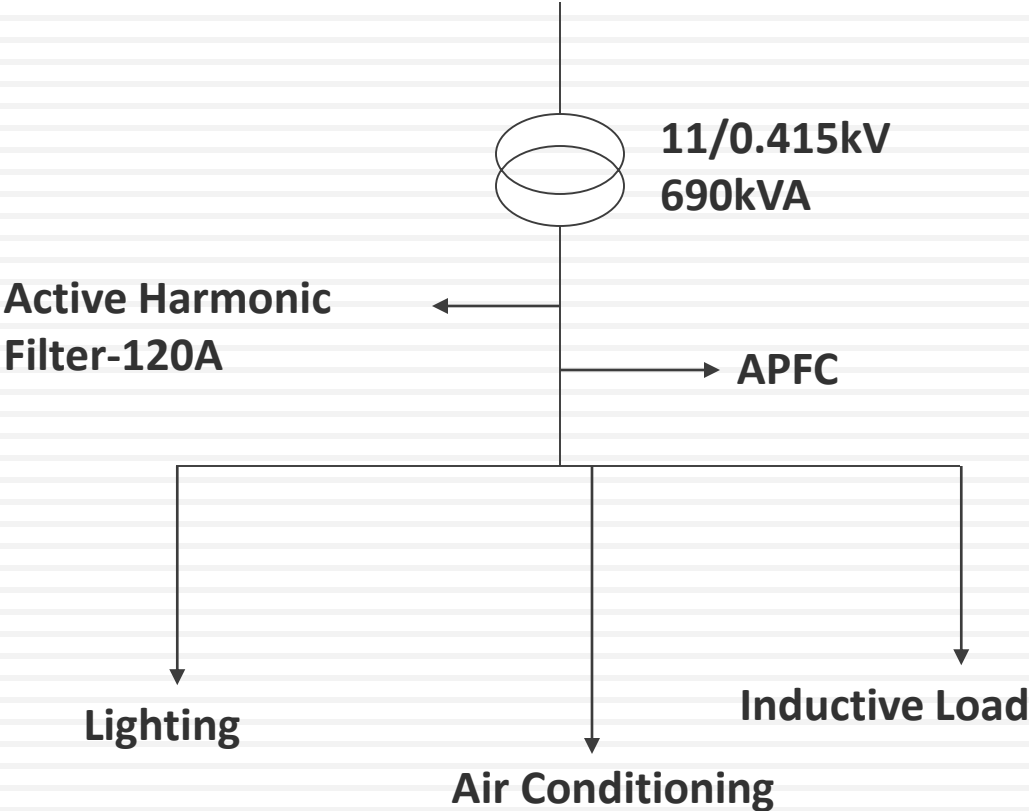 11/0.415kV
690kVA
Active Harmonic
Filter-120A
APFC
Lighting
Inductive Load
Air Conditioning